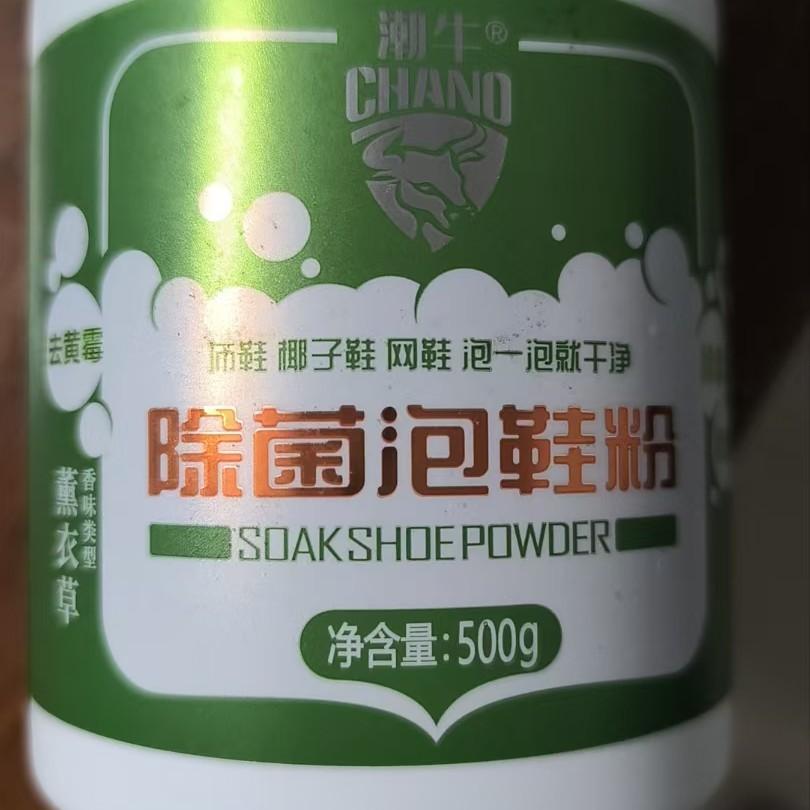 潮牛®
CHANO
去黄霉
鞋 椰子鞋 网鞋 泡一泡就干净
除菌泡鞋粉
SOAKSHOEPOWDER
香味类型
薰衣草
净含量:500g